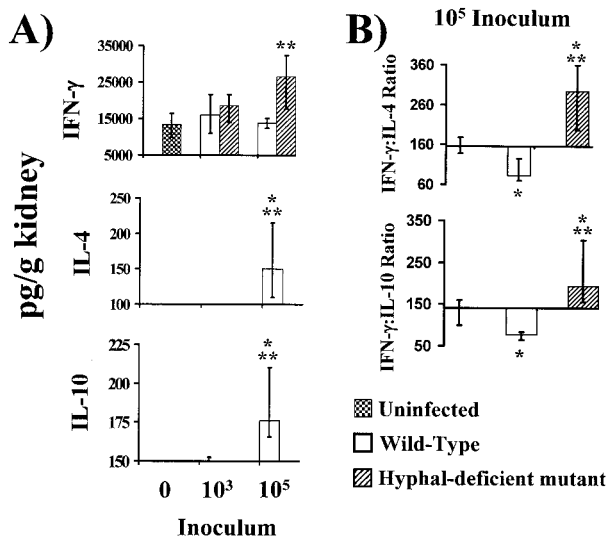 A)
pg/g kidney
IFN-γ
35000
25000
15000
5000
**
IL-4
250
200
150
100
*
**
IL-10
225
200
175
150
*
**
0 10³ 10⁵
Inoculum
B)
10⁵ Inoculum
IFN-γ:IL-4 Ratio
360
260
160
60
*
*
**
IFN-γ:IL-10 Ratio
350
250
150
50
*
*
**
Uninfected
Wild-Type
Hyphal-deficient mutant